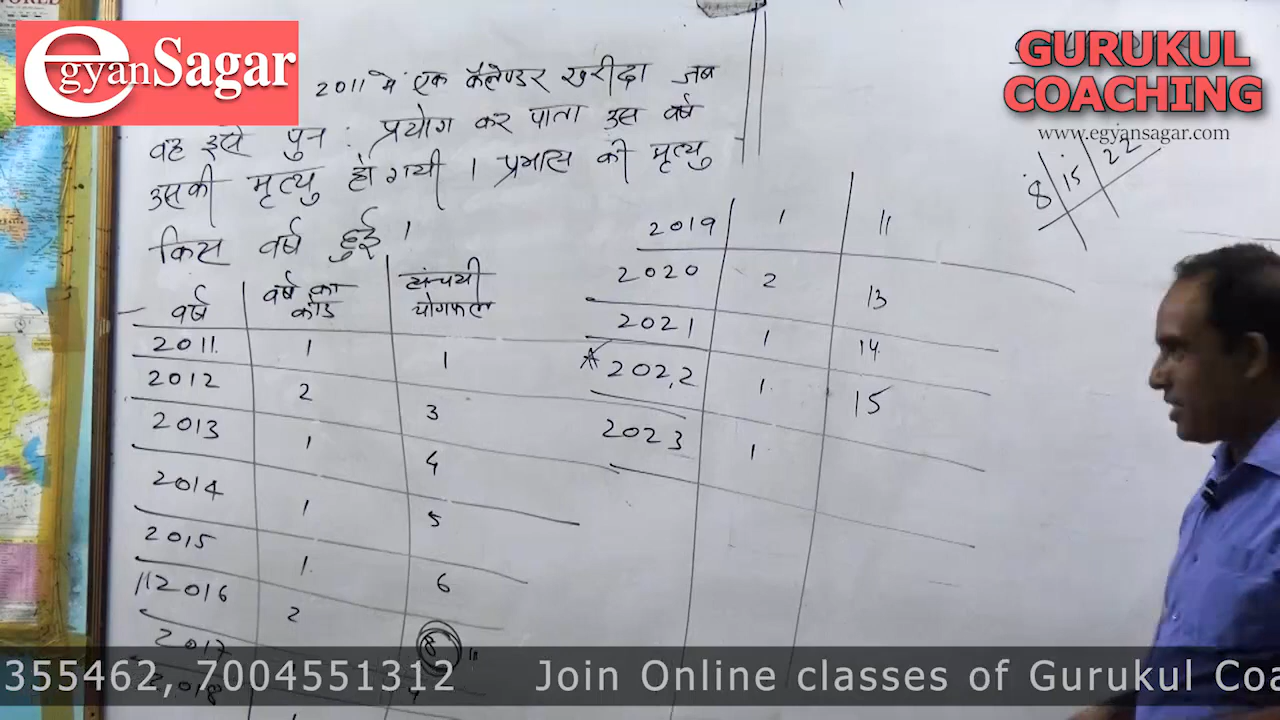 egyanSagar
GURUKUL
COACHING
www.egyansagar.com
2011 में एक कैलेण्डर खरीदा जब
वह इसे पुन: प्रयोग कर पाता उस वर्ष
उसकी मृत्यु हो गयी । प्रभास की मृत्यु
किस वर्ष हुई ।
8 15 22
वर्ष वर्ष का कोड संचयी योगफल
2011 1 1
2012 2 3
2013 1 4
2014 1 5
2015 1 6
2016 2 8
2017
2018
2019 1 11
2020 2 13
2021 1 14
2022 1 15
2023 1
355462, 7004551312 Join Online classes of Gurukul Coa